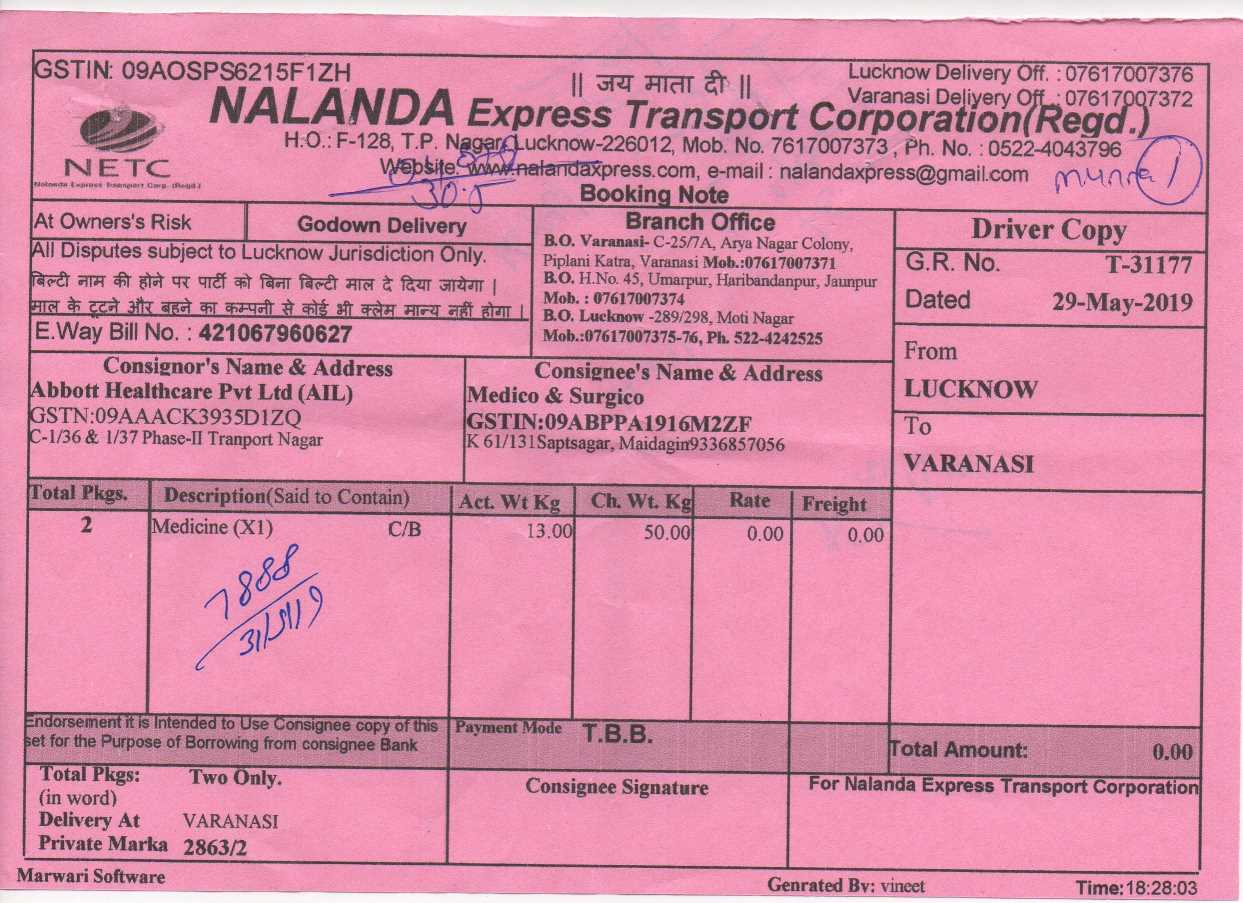 GSTIN: 09AOSPS6215F1ZH
|| जय माता दी ||
Lucknow Delivery Off. : 07617007376
Varanasi Delivery Off. : 07617007372
NALANDA Express Transport Corporation(Regd.)
H.O.: F-128, T.P. Nagar, Lucknow-226012, Mob. No. 7617007373 , Ph. No. : 0522-4043796
Website: www.nalandaxpress.com, e-mail : nalandaxpress@gmail.com
NETC
Nalanda Express Transport Corp. (Regd.)
30.5
1
Booking Note
At Owners's Risk
Godown Delivery
All Disputes subject to Lucknow Jurisdiction Only.
बिल्टी नाम की होने पर पार्टी को बिना बिल्टी माल दे दिया जायेगा |
माल के टूटने और बहने का कम्पनी से कोई भी क्लेम मान्य नहीं होगा |
E.Way Bill No. : 421067960627
Branch Office
B.O. Varanasi- C-25/7A, Arya Nagar Colony,
Piplani Katra, Varanasi Mob.:07617007371
B.O. H.No. 45, Umarpur, Haribandanpur, Jaunpur
Mob. : 07617007374
B.O. Lucknow -289/298, Moti Nagar
Mob.:07617007375-76, Ph. 522-4242525
Driver Copy
G.R. No. T-31177
Dated 29-May-2019
From
LUCKNOW
To
VARANASI
Consignor's Name & Address
Abbott Healthcare Pvt Ltd (AIL)
GSTN:09AAACK3935D1ZQ
C-1/36 & 1/37 Phase-II Tranport Nagar
Consignee's Name & Address
Medico & Surgico
GSTIN:09ABPPA1916M2ZF
K 61/131Saptsagar, Maidagin9336857056
Total Pkgs. Description(Said to Contain) Act. Wt Kg Ch. Wt. Kg Rate Freight
2 Medicine (X1) C/B 13.00 50.00 0.00 0.00
7888
31/5/19
Endorsement it is Intended to Use Consignee copy of this
set for the Purpose of Borrowing from consignee Bank
Payment Mode T.B.B.
Total Amount: 0.00
Total Pkgs: Two Only.
(in word)
Delivery At VARANASI
Private Marka 2863/2
Consignee Signature
For Nalanda Express Transport Corporation
Marwari Software
Genrated By: vineet
Time:18:28:03